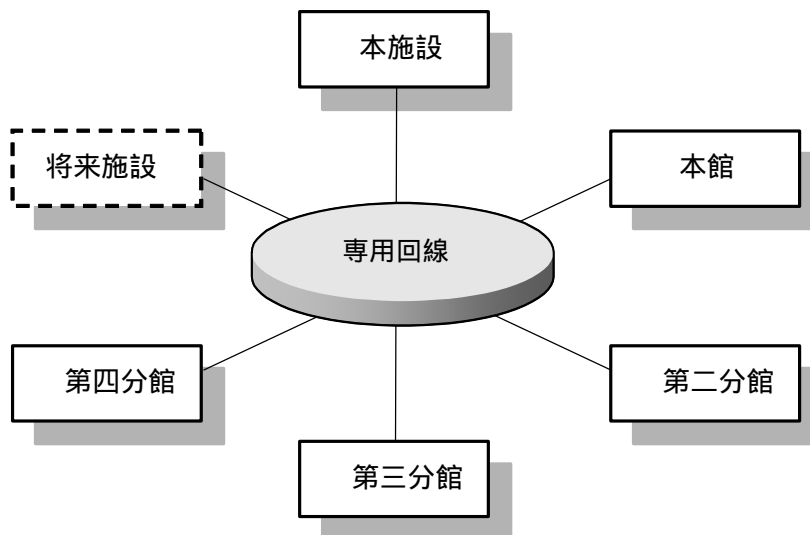 本施設
将来施設
本館
専用回線
第四分館
第二分館
第三分館